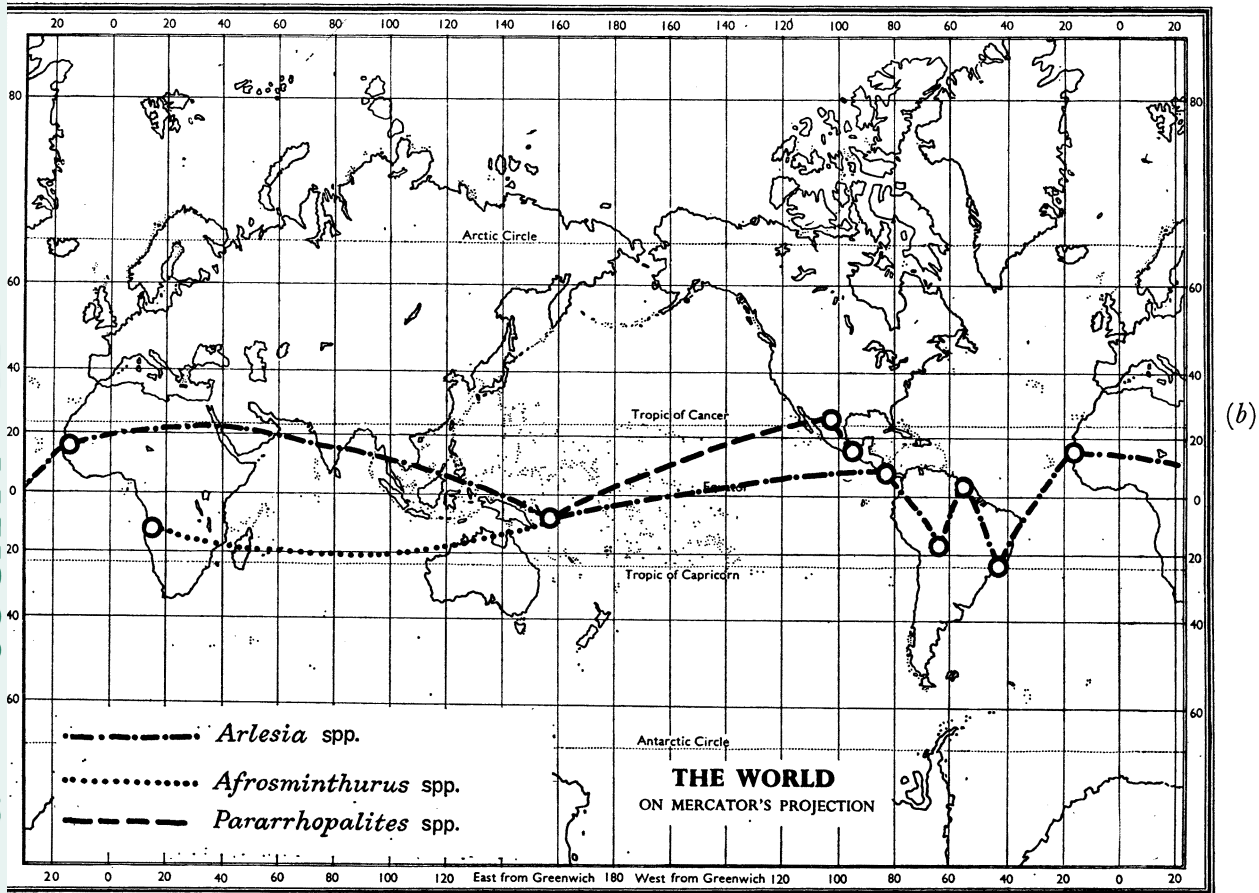 20 0 20 40 60 80 100 120 140 160 180 160 140 120 100 80 60 40 20 0 20
80 80
Arctic Circle
60 60
40 40
Tropic of Cancer
(b)
20 20
Equator
0 0
20 20
Tropic of Capricorn
40 40
60 60
Arlesia spp.
Antarctic Circle
Afrosminthurus spp.
THE WORLD
ON MERCATOR'S PROJECTION
Pararrhopalites spp.
20 0 20 40 60 80 100 120 East from Greenwich 180 West from Greenwich 120 100 80 60 40 20 0 20